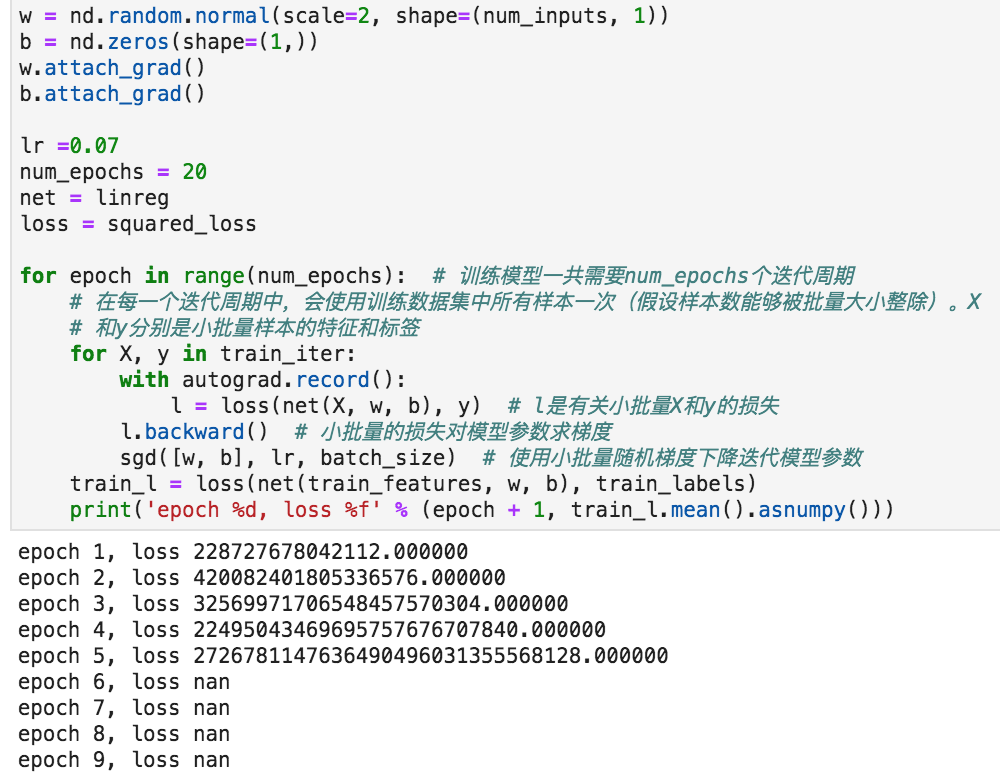 w = nd.random.normal(scale=2, shape=(num_inputs, 1))
b = nd.zeros(shape=(1,))
w.attach_grad()
b.attach_grad()

lr =0.07
num_epochs = 20
net = linreg
loss = squared_loss

for epoch in range(num_epochs):  # 训练模型一共需要num_epochs个迭代周期
    # 在每一个迭代周期中，会使用训练数据集中所有样本一次（假设样本数能够被批量大小整除）。X
    # 和y分别是小批量样本的特征和标签
    for X, y in train_iter:
        with autograd.record():
            l = loss(net(X, w, b), y)  # l是有关小批量X和y的损失
        l.backward()  # 小批量的损失对模型参数求梯度
        sgd([w, b], lr, batch_size)  # 使用小批量随机梯度下降迭代模型参数
    train_l = loss(net(train_features, w, b), train_labels)
    print('epoch %d, loss %f' % (epoch + 1, train_l.mean().asnumpy()))
epoch 1, loss 228727678042112.000000
epoch 2, loss 420082401805336576.000000
epoch 3, loss 32569971706548457570304.000000
epoch 4, loss 22495043469695757676707840.000000
epoch 5, loss 2726781147636490496031355568128.000000
epoch 6, loss nan
epoch 7, loss nan
epoch 8, loss nan
epoch 9, loss nan